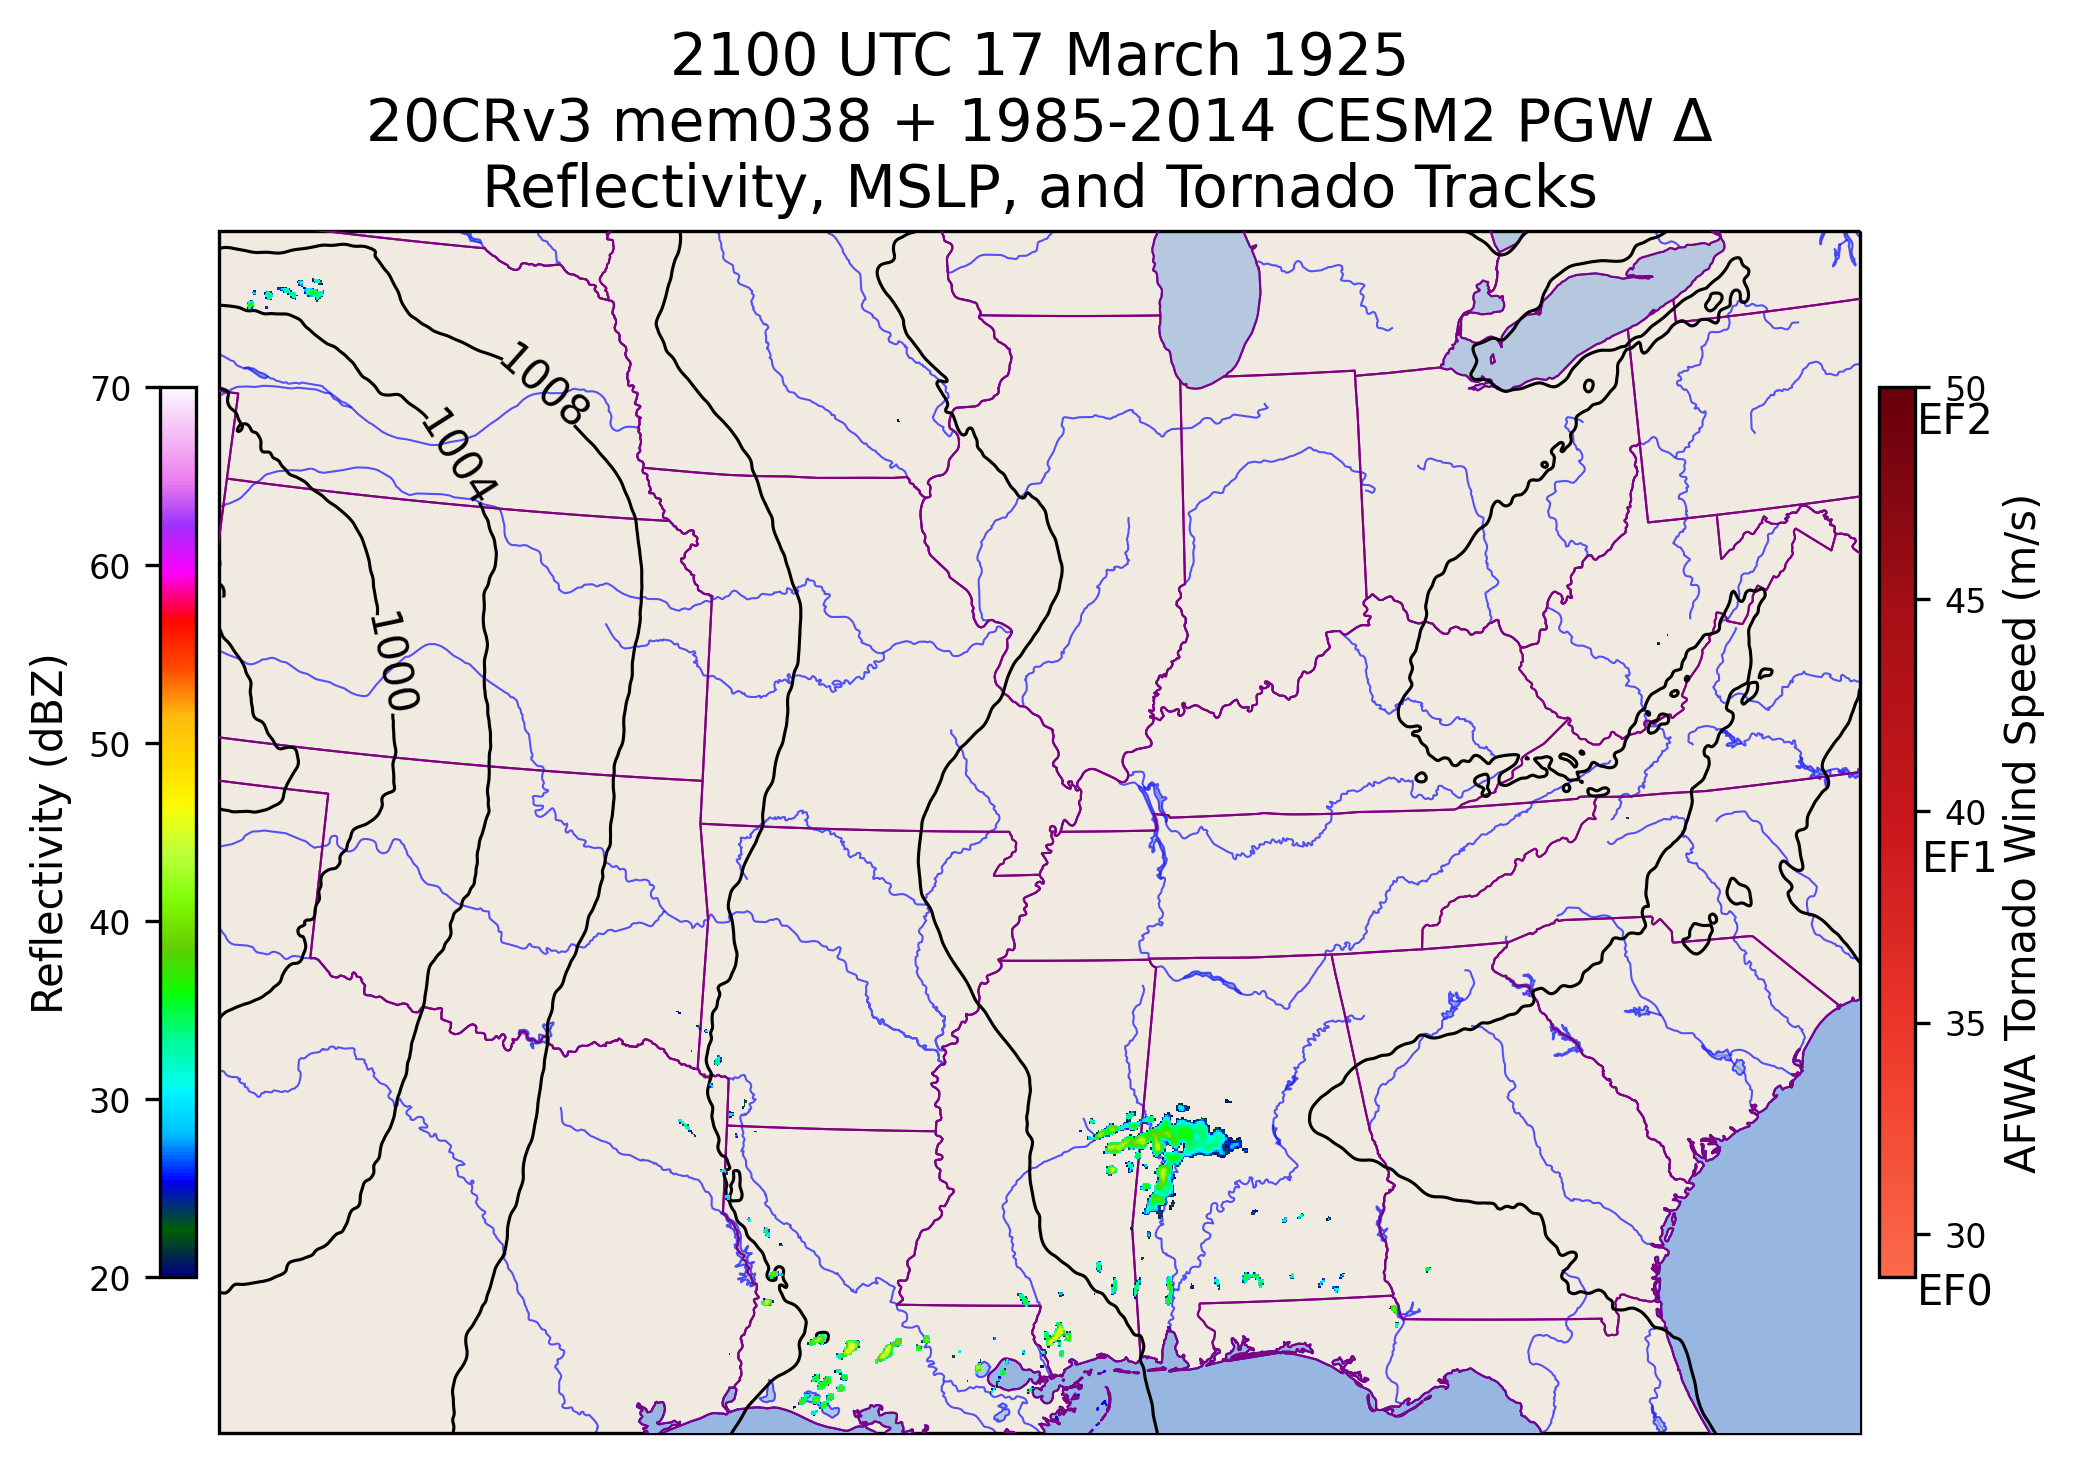 2100 UTC 17 March 1925
20CRv3 mem038 + 1985-2014 CESM2 PGW Δ
Reflectivity, MSLP, and Tornado Tracks
Reflectivity (dBZ)
70
60
50
40
30
20
1008
1004
1000
50
EF2
45
40
EF1
35
30
EF0
AFWA Tornado Wind Speed (m/s)